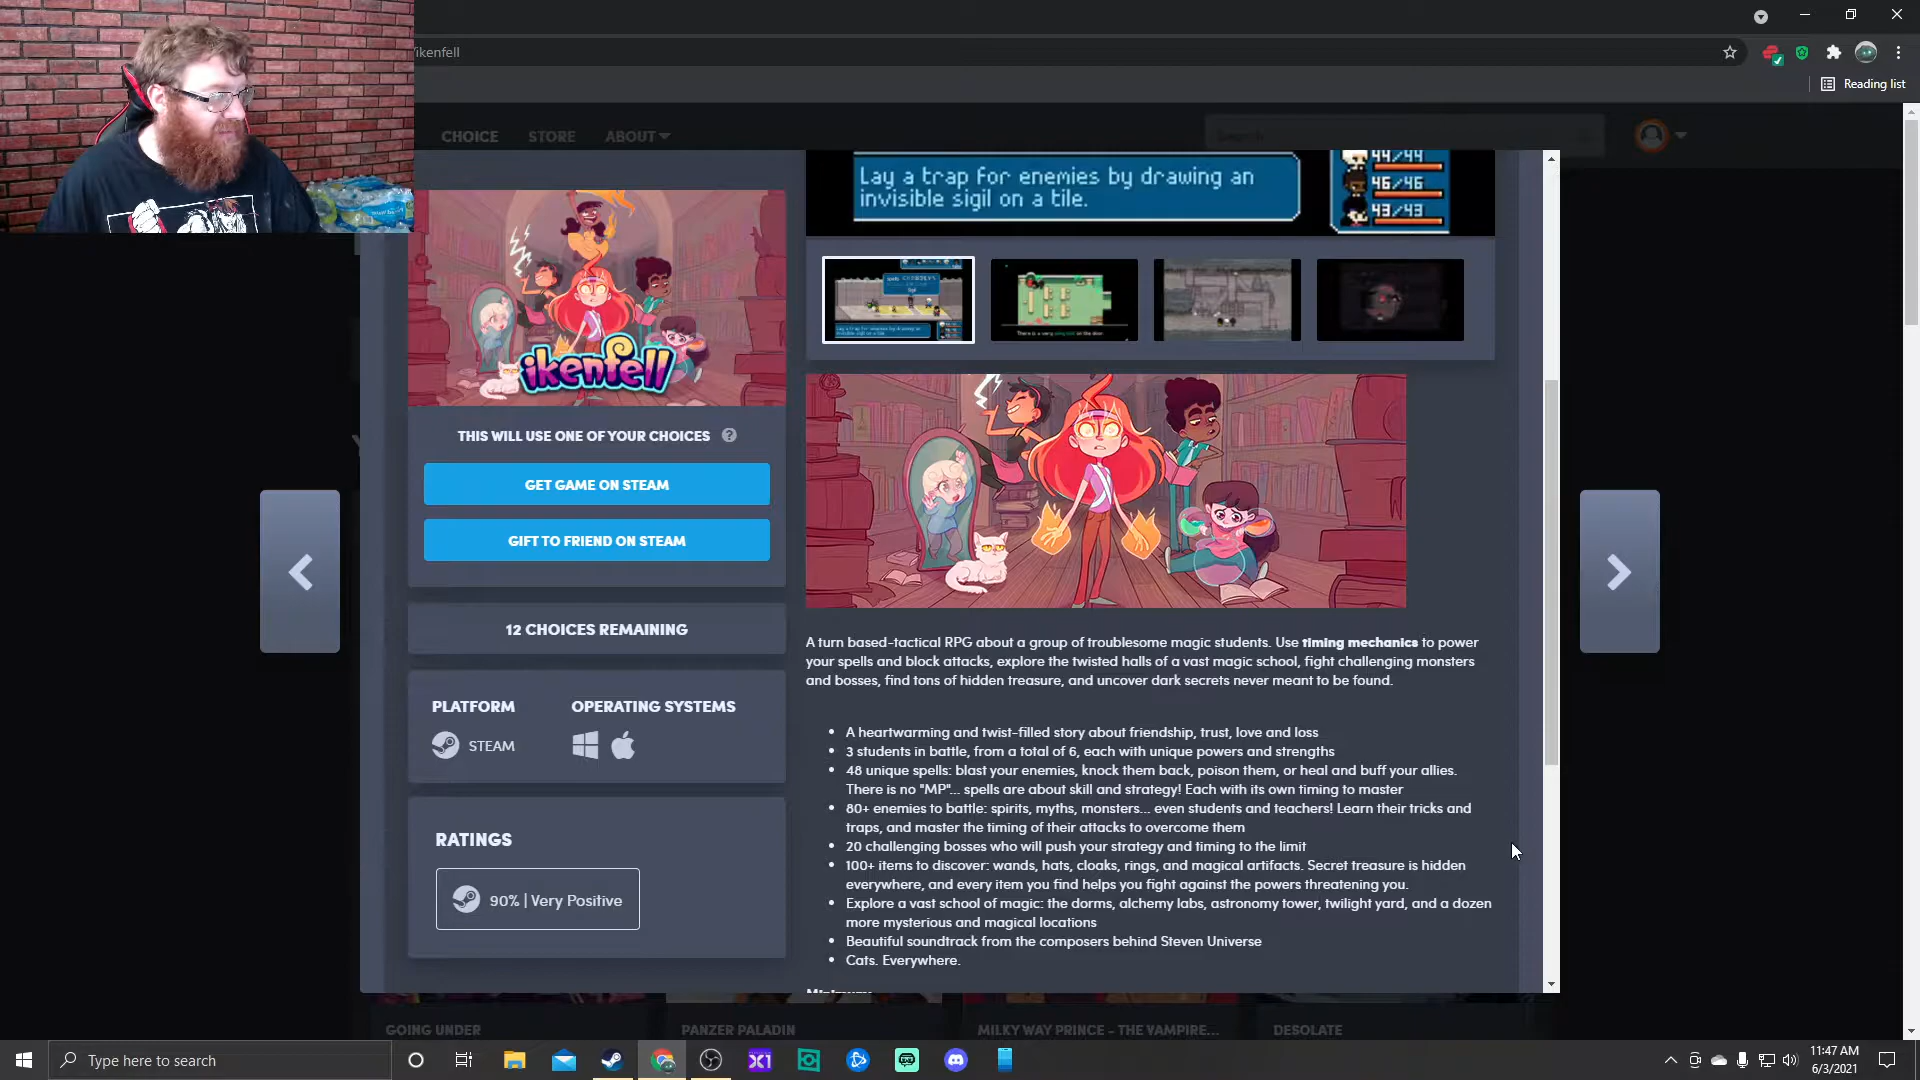 ikenfell
Reading list
CHOICE
STORE
ABOUT
Search
Lay a trap for enemies by drawing an
invisible sigil on a tile.
44/44
46/46
43/43
ikenfell
THIS WILL USE ONE OF YOUR CHOICES ?
GET GAME ON STEAM
GIFT TO FRIEND ON STEAM
12 CHOICES REMAINING
PLATFORM
OPERATING SYSTEMS
STEAM
RATINGS
90% | Very Positive
A turn based-tactical RPG about a group of troublesome magic students. Use timing mechanics to power
your spells and block attacks, explore the twisted halls of a vast magic school, fight challenging monsters
and bosses, find tons of hidden treasure, and uncover dark secrets never meant to be found.
• A heartwarming and twist-filled story about friendship, trust, love and loss
• 3 students in battle, from a total of 6, each with unique powers and strengths
• 48 unique spells: blast your enemies, knock them back, poison them, or heal and buff your allies.
There is no "MP"... spells are about skill and strategy! Each with its own timing to master
• 80+ enemies to battle: spirits, myths, monsters... even students and teachers! Learn their tricks and
traps, and master the timing of their attacks to overcome them
• 20 challenging bosses who will push your strategy and timing to the limit
• 100+ items to discover: wands, hats, cloaks, rings, and magical artifacts. Secret treasure is hidden
everywhere, and every item you find helps you fight against the powers threatening you.
• Explore a vast school of magic: the dorms, alchemy labs, astronomy tower, twilight yard, and a dozen
more mysterious and magical locations
• Beautiful soundtrack from the composers behind Steven Universe
• Cats. Everywhere.
Minimum
GOING UNDER
PANZER PALADIN
MILKY WAY PRINCE – THE VAMPIRE...
DESOLATE
Type here to search
11:47 AM
6/3/2021